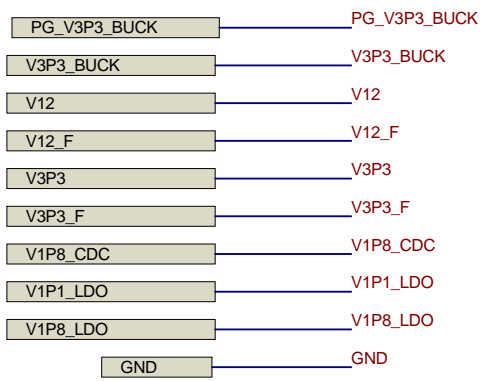 PG_V3P3_BUCK PG_V3P3_BUCK
V3P3_BUCK V3P3_BUCK
V12 V12
V12_F V12_F
V3P3 V3P3
V3P3_F V3P3_F
V1P8_CDC V1P8_CDC
V1P1_LDO V1P1_LDO
V1P8_LDO V1P8_LDO
GND GND